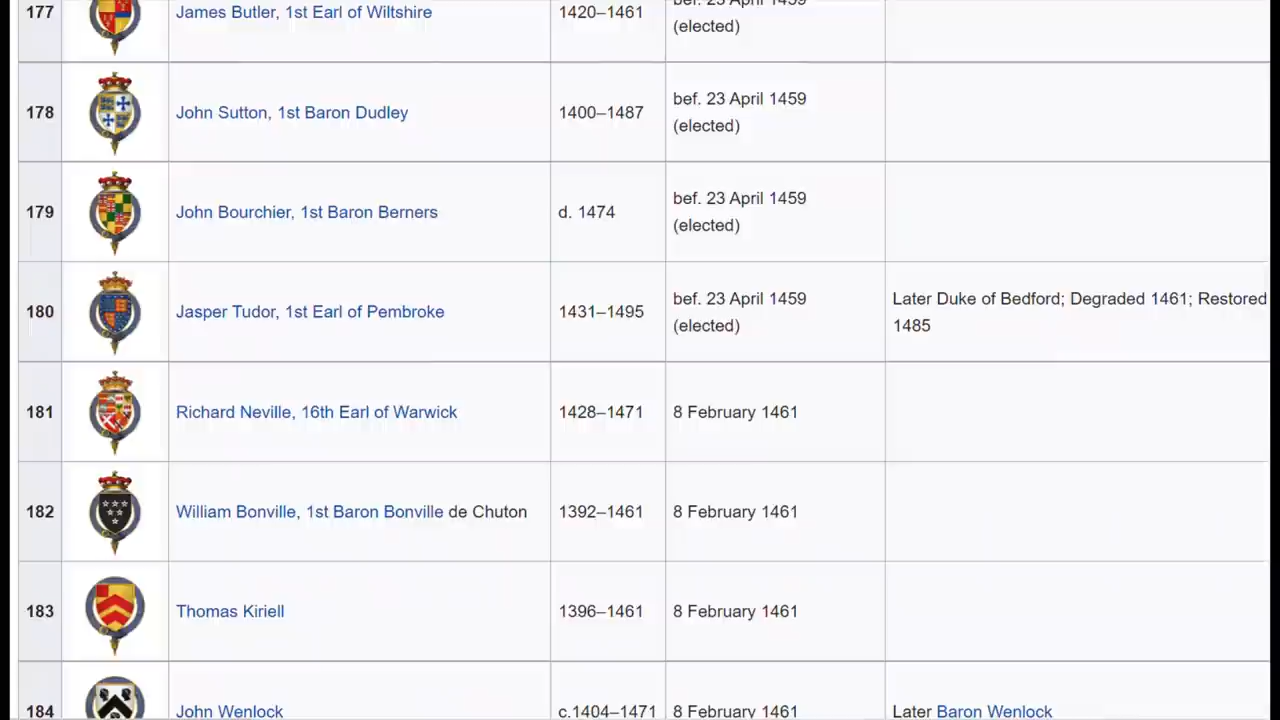 177 James Butler, 1st Earl of Wiltshire 1420–1461 bef. 23 April 1459
(elected)
178 John Sutton, 1st Baron Dudley 1400–1487 bef. 23 April 1459
(elected)
179 John Bourchier, 1st Baron Berners d. 1474 bef. 23 April 1459
(elected)
180 Jasper Tudor, 1st Earl of Pembroke 1431–1495 bef. 23 April 1459 Later Duke of Bedford; Degraded 1461; Restored
(elected) 1485
181 Richard Neville, 16th Earl of Warwick 1428–1471 8 February 1461
182 William Bonville, 1st Baron Bonville de Chuton 1392–1461 8 February 1461
183 Thomas Kiriell 1396–1461 8 February 1461
184 John Wenlock c.1404–1471 8 February 1461 Later Baron Wenlock